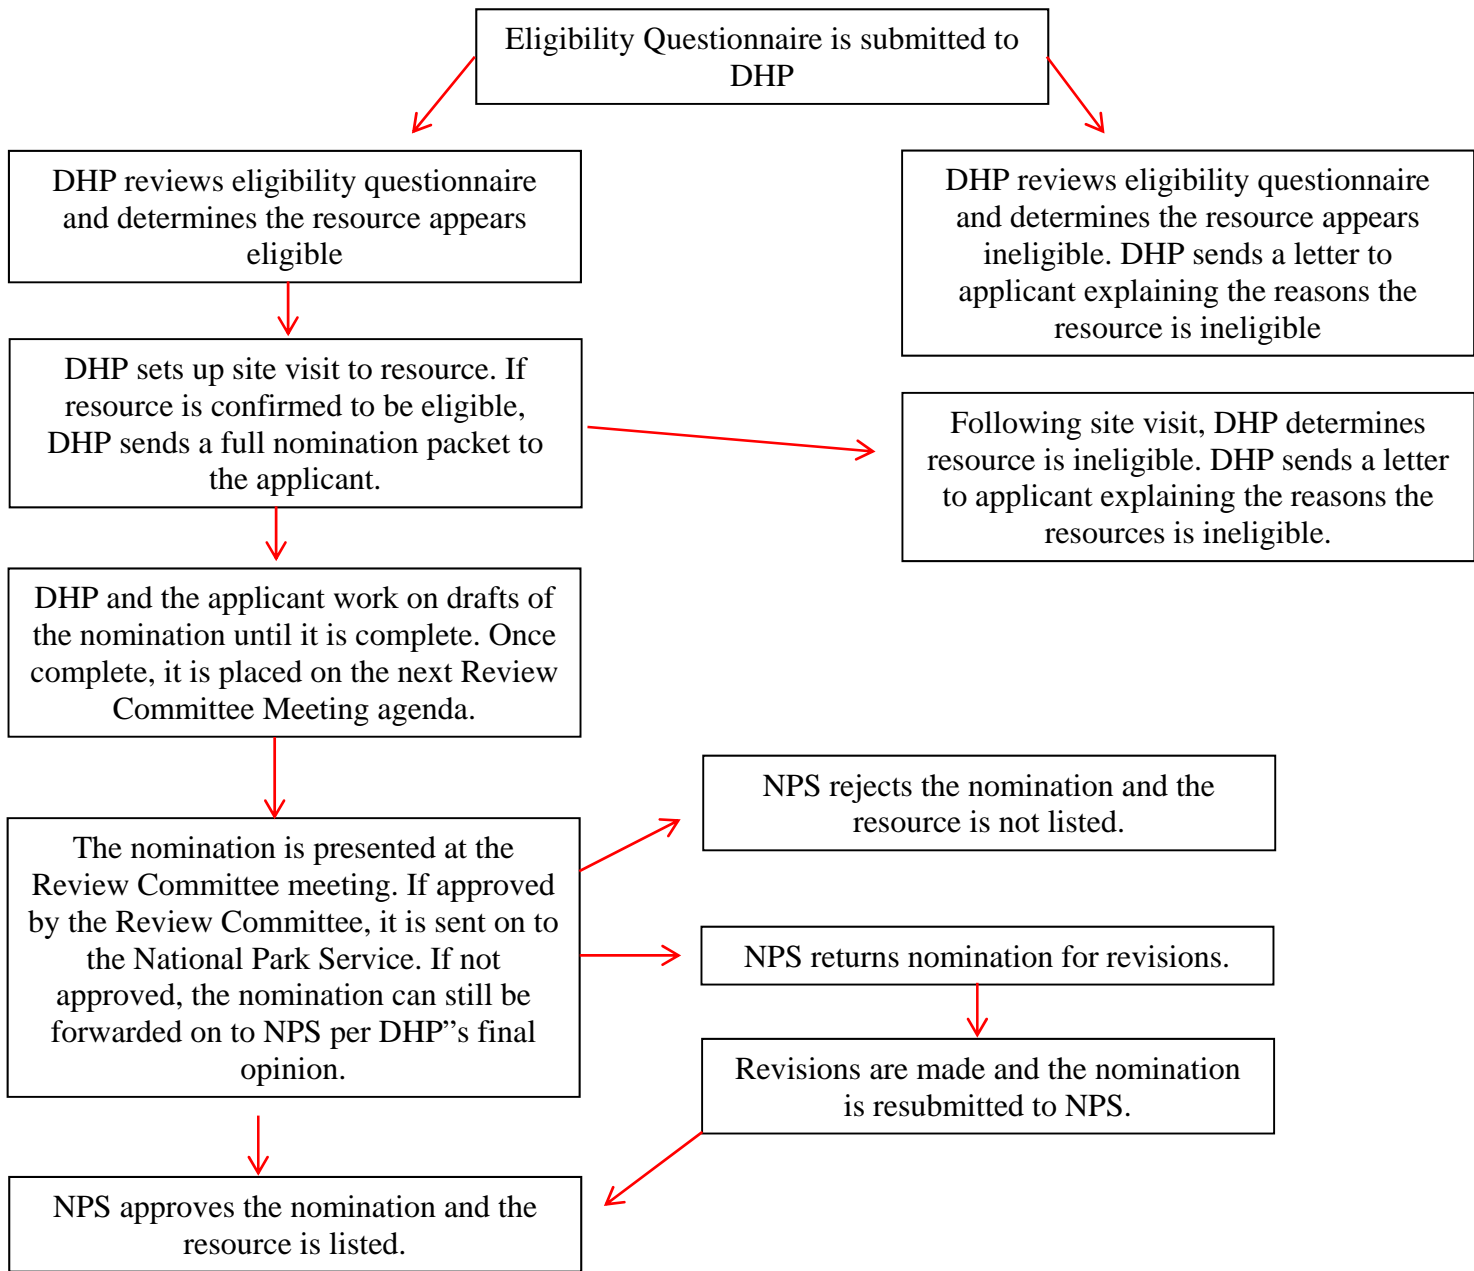 Eligibility Questionnaire is submitted to
DHP
DHP reviews eligibility questionnaire
and determines the resource appears
eligible
DHP reviews eligibility questionnaire
and determines the resource appears
ineligible. DHP sends a letter to
applicant explaining the reasons the
resource is ineligible
DHP sets up site visit to resource. If
resource is confirmed to be eligible,
DHP sends a full nomination packet to
the applicant.
Following site visit, DHP determines
resource is ineligible. DHP sends a letter
to applicant explaining the reasons the
resources is ineligible.
DHP and the applicant work on drafts of
the nomination until it is complete. Once
complete, it is placed on the next Review
Committee Meeting agenda.
The nomination is presented at the
Review Committee meeting. If approved
by the Review Committee, it is sent on to
the National Park Service. If not
approved, the nomination can still be
forwarded on to NPS per DHP”s final
opinion.
NPS rejects the nomination and the
resource is not listed.
NPS returns nomination for revisions.
Revisions are made and the nomination
is resubmitted to NPS.
NPS approves the nomination and the
resource is listed.